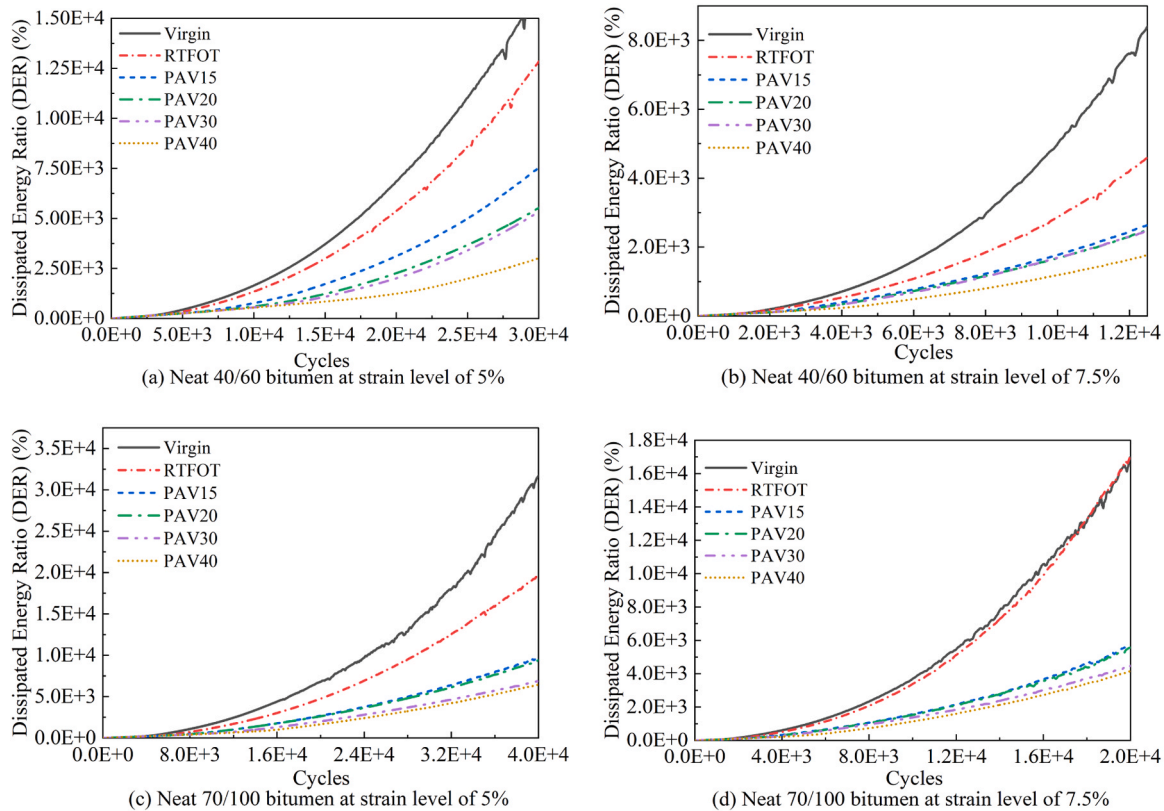 Dissipated Energy Ratio (DER) (%)
1.50E+4
1.25E+4
1.00E+4
7.50E+3
5.00E+3
2.50E+3
0.00E+0
Virgin
RTFOT
PAV15
PAV20
PAV30
PAV40
0.0E+0 5.0E+3 1.0E+4 1.5E+4 2.0E+4 2.5E+4 3.0E+4
Cycles
(a) Neat 40/60 bitumen at strain level of 5%
Dissipated Energy Ratio (DER) (%)
8.0E+3
6.0E+3
4.0E+3
2.0E+3
0.0E+0
Virgin
RTFOT
PAV15
PAV20
PAV30
PAV40
0.0E+0 2.0E+3 4.0E+3 6.0E+3 8.0E+3 1.0E+4 1.2E+4
Cycles
(b) Neat 40/60 bitumen at strain level of 7.5%
Dissipated Energy Ratio (DER) (%)
3.5E+4
3.0E+4
2.5E+4
2.0E+4
1.5E+4
1.0E+4
5.0E+3
0.0E+0
Virgin
RTFOT
PAV15
PAV20
PAV30
PAV40
0.0E+0 8.0E+3 1.6E+4 2.4E+4 3.2E+4 4.0E+4
Cycles
(c) Neat 70/100 bitumen at strain level of 5%
Dissipated Energy Ratio (DER) (%)
1.8E+4
1.6E+4
1.4E+4
1.2E+4
1.0E+4
8.0E+3
6.0E+3
4.0E+3
2.0E+3
0.0E+0
Virgin
RTFOT
PAV15
PAV20
PAV30
PAV40
0.0E+0 4.0E+3 8.0E+3 1.2E+4 1.6E+4 2.0E+4
Cycles
(d) Neat 70/100 bitumen at strain level of 7.5%